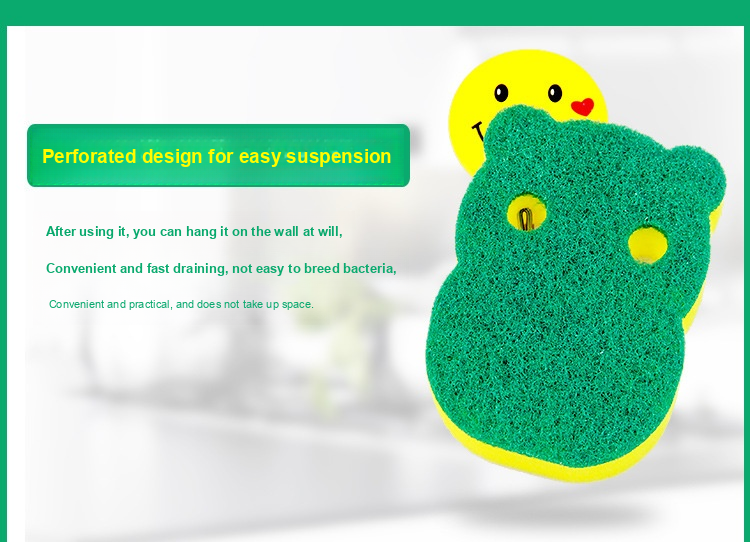 Perforated design for easy suspension
After using it, you can hang it on the wall at will,
Convenient and fast draining, not easy to breed bacteria,
Convenient and practical, and does not take up space.